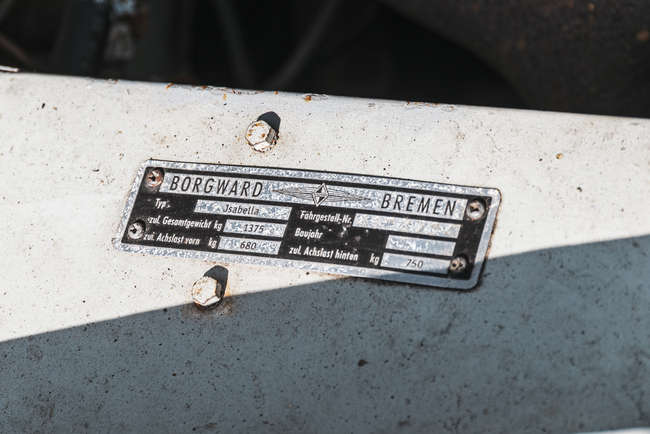 BORGWARD BREMEN
Typ Jsabella Fahrgestell-Nr.
zul. Gesamtgewicht kg 1375 Baujahr
zul. Achslast vorn kg 680 zul. Achslast hinten kg 750